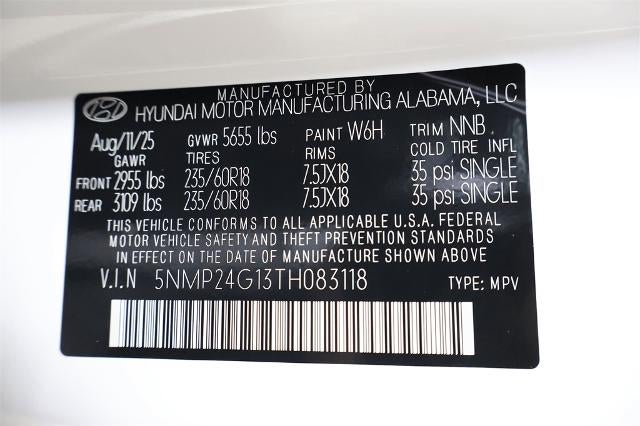 MANUFACTURED BY
HYUNDAI MOTOR MANUFACTURING ALABAMA, LLC
Aug/11/25 GVWR 5655 lbs PAINT W6H TRIM NNB
GAWR TIRES RIMS COLD TIRE INFL
FRONT 2955 lbs 235/60R18 7.5JX18 35 psi SINGLE
REAR 3109 lbs 235/60R18 7.5JX18 35 psi SINGLE
THIS VEHICLE CONFORMS TO ALL APPLICABLE U.S.A. FEDERAL
MOTOR VEHICLE SAFETY AND THEFT PREVENTION STANDARDS
IN EFFECT ON THE DATE OF MANUFACTURE SHOWN ABOVE
V.I.N 5NMP24G13TH083118 TYPE: MPV